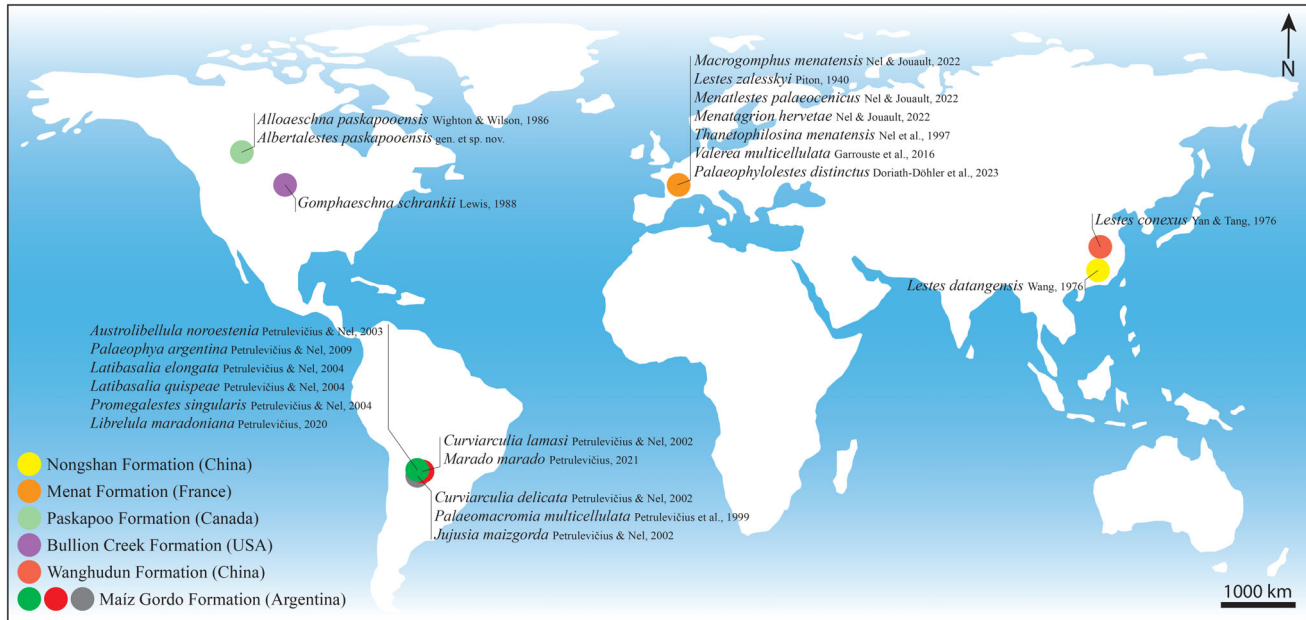 N
Macrogomphus menatensis Nel & Jouault, 2022
Lestes zalesskyi Piton, 1940
Menatlestes palaeocenicus Nel & Jouault, 2022
Menatagrion hervetae Nel & Jouault, 2022
Thanetophilosina menatensis Nel et al., 1997
Valerea multicellulata Garrouste et al., 2016
Palaeophylolestes distinctus Doriath-Döhler et al., 2023
Alloaeschna paskapooensis Wighton & Wilson, 1986
Albertalestes paskapooensis gen. et sp. nov.
Gomphaeschna schrankii Lewis, 1988
Lestes conexus Yan & Tang, 1976
Lestes datangensis Wang, 1976
Austrolibellula noroestenia Petrulevičius & Nel, 2003
Palaeophya argentina Petrulevičius & Nel, 2009
Latibasalia elongata Petrulevičius & Nel, 2004
Latibasalia quispeae Petrulevičius & Nel, 2004
Promegalestes singularis Petrulevičius & Nel, 2004
Librelula maradoniana Petrulevičius, 2020
Curviarculia lamasi Petrulevičius & Nel, 2002
Marado marado Petrulevičius, 2021
Curviarculia delicata Petrulevičius & Nel, 2002
Palaeomacromia multicellulata Petrulevičius et al., 1999
Jujusia maizgorda Petrulevičius & Nel, 2002
Nongshan Formation (China)
Menat Formation (France)
Paskapoo Formation (Canada)
Bullion Creek Formation (USA)
Wanghudun Formation (China)
Maíz Gordo Formation (Argentina)
1000 km